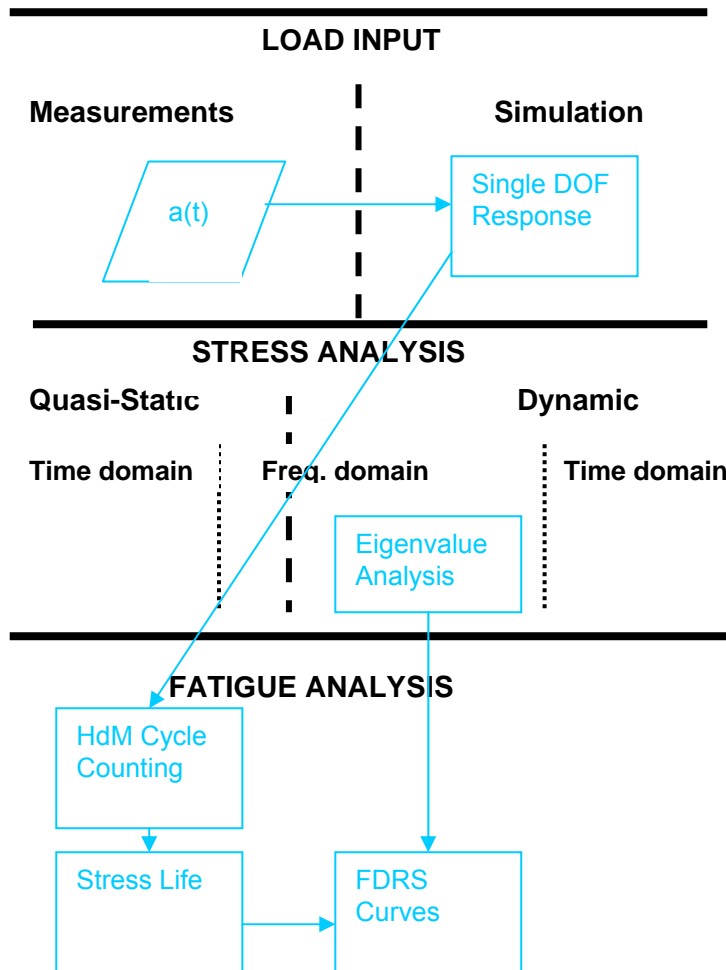 LOAD INPUT
Measurements Simulation
a(t)
Single DOF
Response
STRESS ANALYSIS
Quasi-Static Dynamic
Time domain Freq. domain Time domain
Eigenvalue
Analysis
FATIGUE ANALYSIS
HdM Cycle
Counting
Stress Life
FDRS
Curves